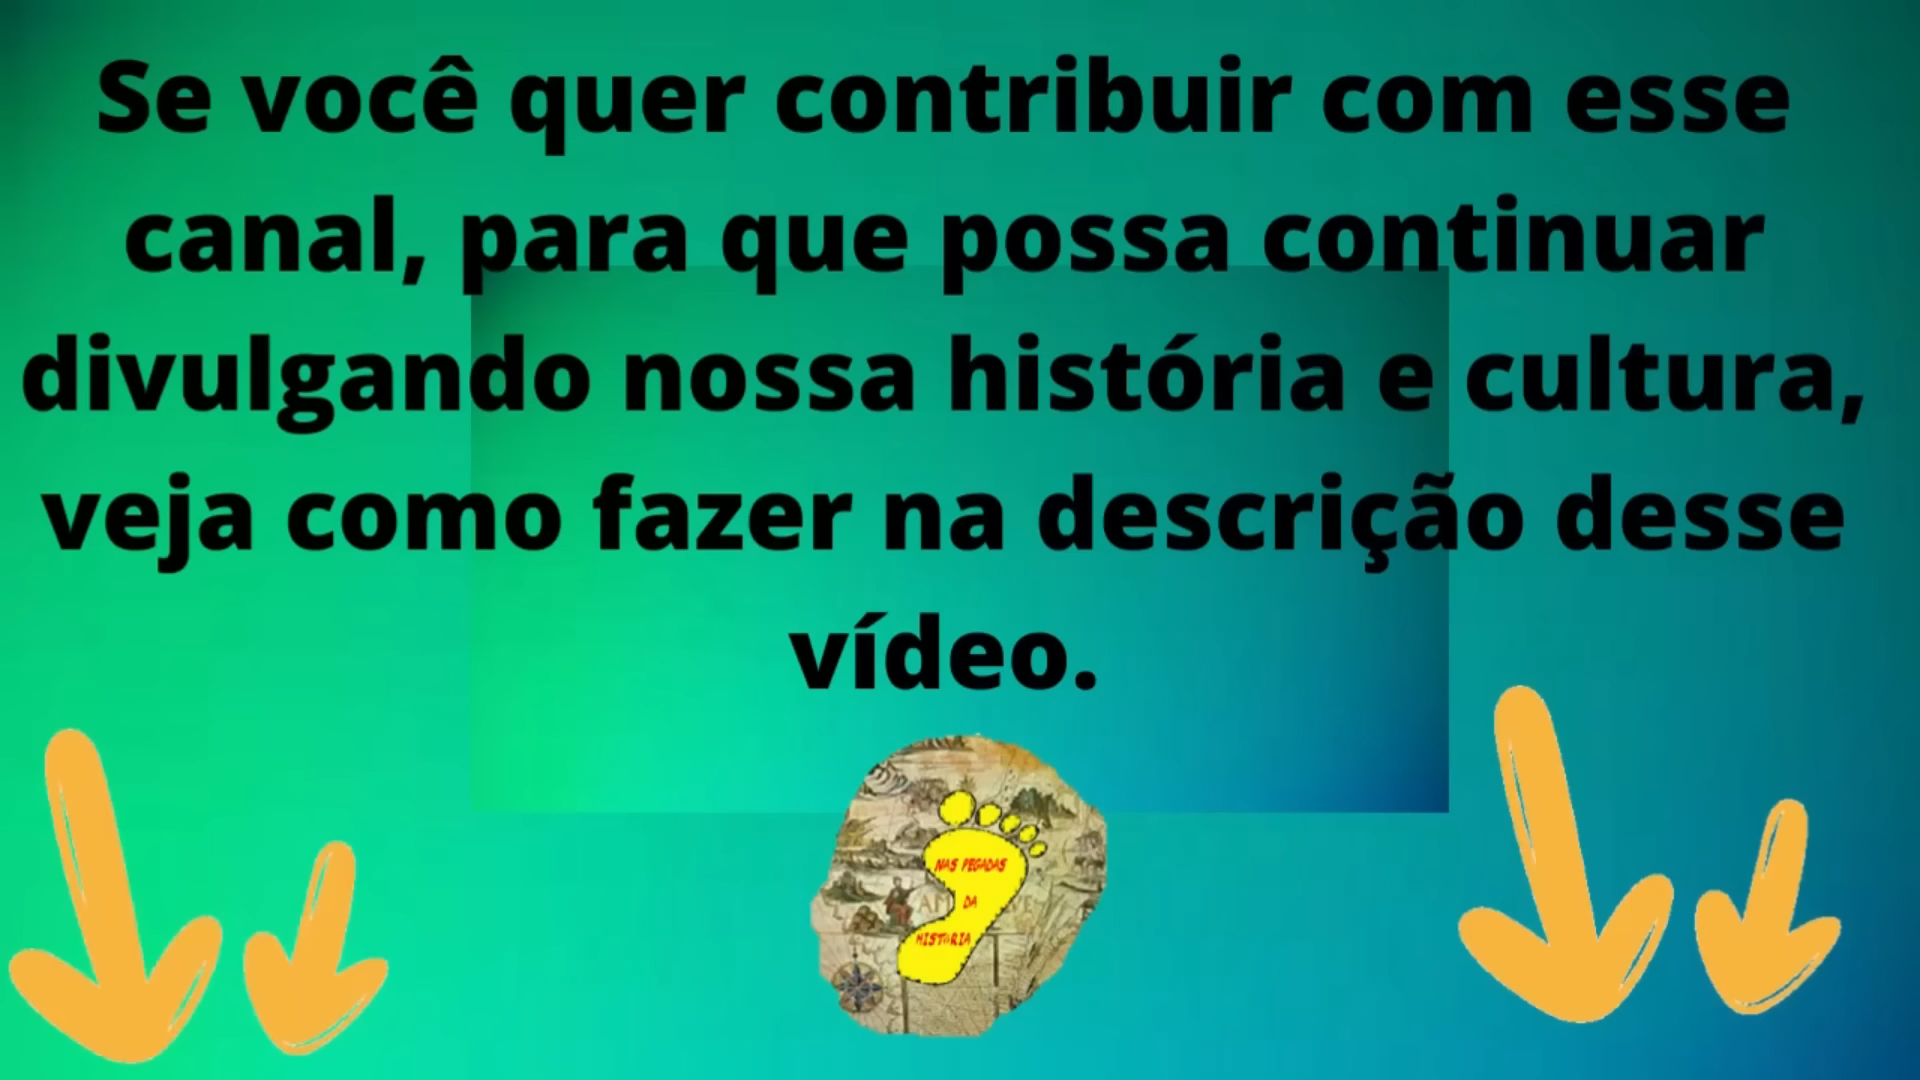 Se você quer contribuir com esse
canal, para que possa continuar
divulgando nossa história e cultura,
veja como fazer na descrição desse
vídeo.
NAS PEGADAS
DA
HISTÓRIA